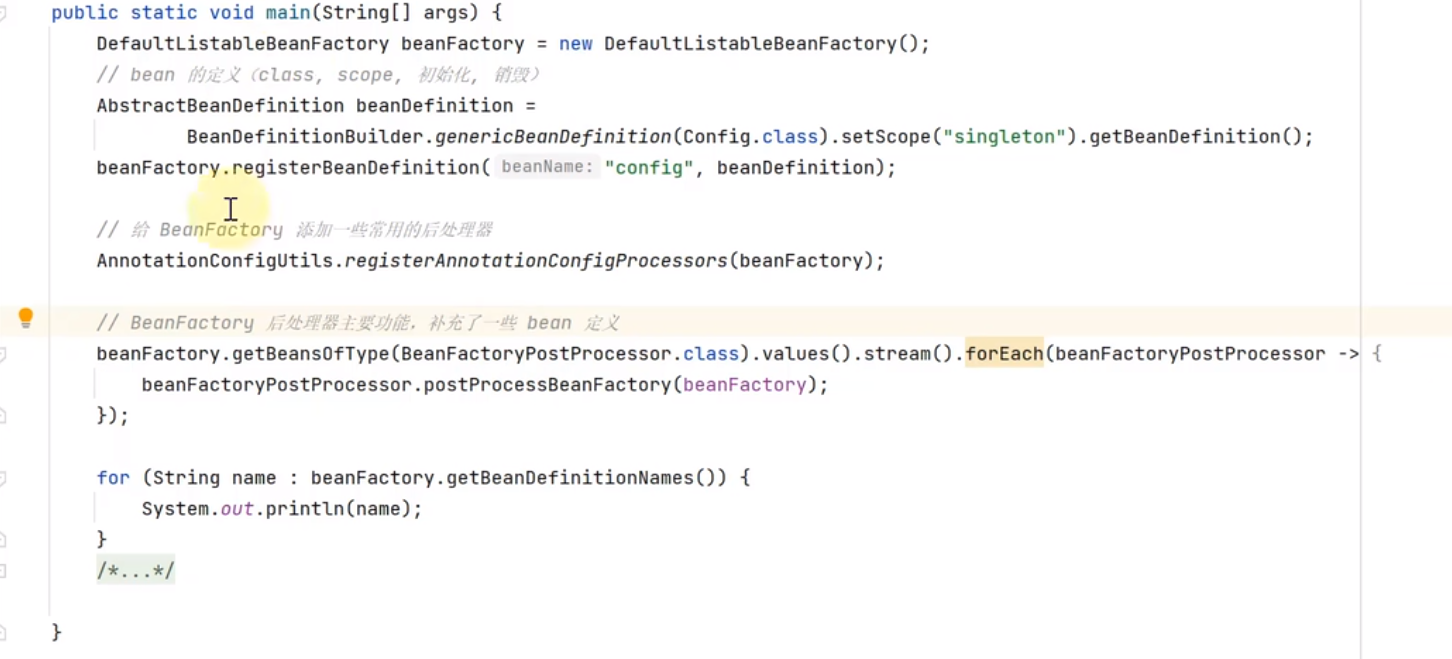 public static void main(String[] args) {
DefaultListableBeanFactory beanFactory = new DefaultListableBeanFactory();
// bean 的定义（class, scope, 初始化, 销毁）
AbstractBeanDefinition beanDefinition =
BeanDefinitionBuilder.genericBeanDefinition(Config.class).setScope("singleton").getBeanDefinition();
beanFactory.registerBeanDefinition( beanName: "config", beanDefinition);
// 给 BeanFactory 添加一些常用的后处理器
AnnotationConfigUtils.registerAnnotationConfigProcessors(beanFactory);
// BeanFactory 后处理器主要功能，补充了一些 bean 定义
beanFactory.getBeansOfType(BeanFactoryPostProcessor.class).values().stream().forEach(beanFactoryPostProcessor -> {
beanFactoryPostProcessor.postProcessBeanFactory(beanFactory);
});
for (String name : beanFactory.getBeanDefinitionNames()) {
System.out.println(name);
}
/*...*/
}